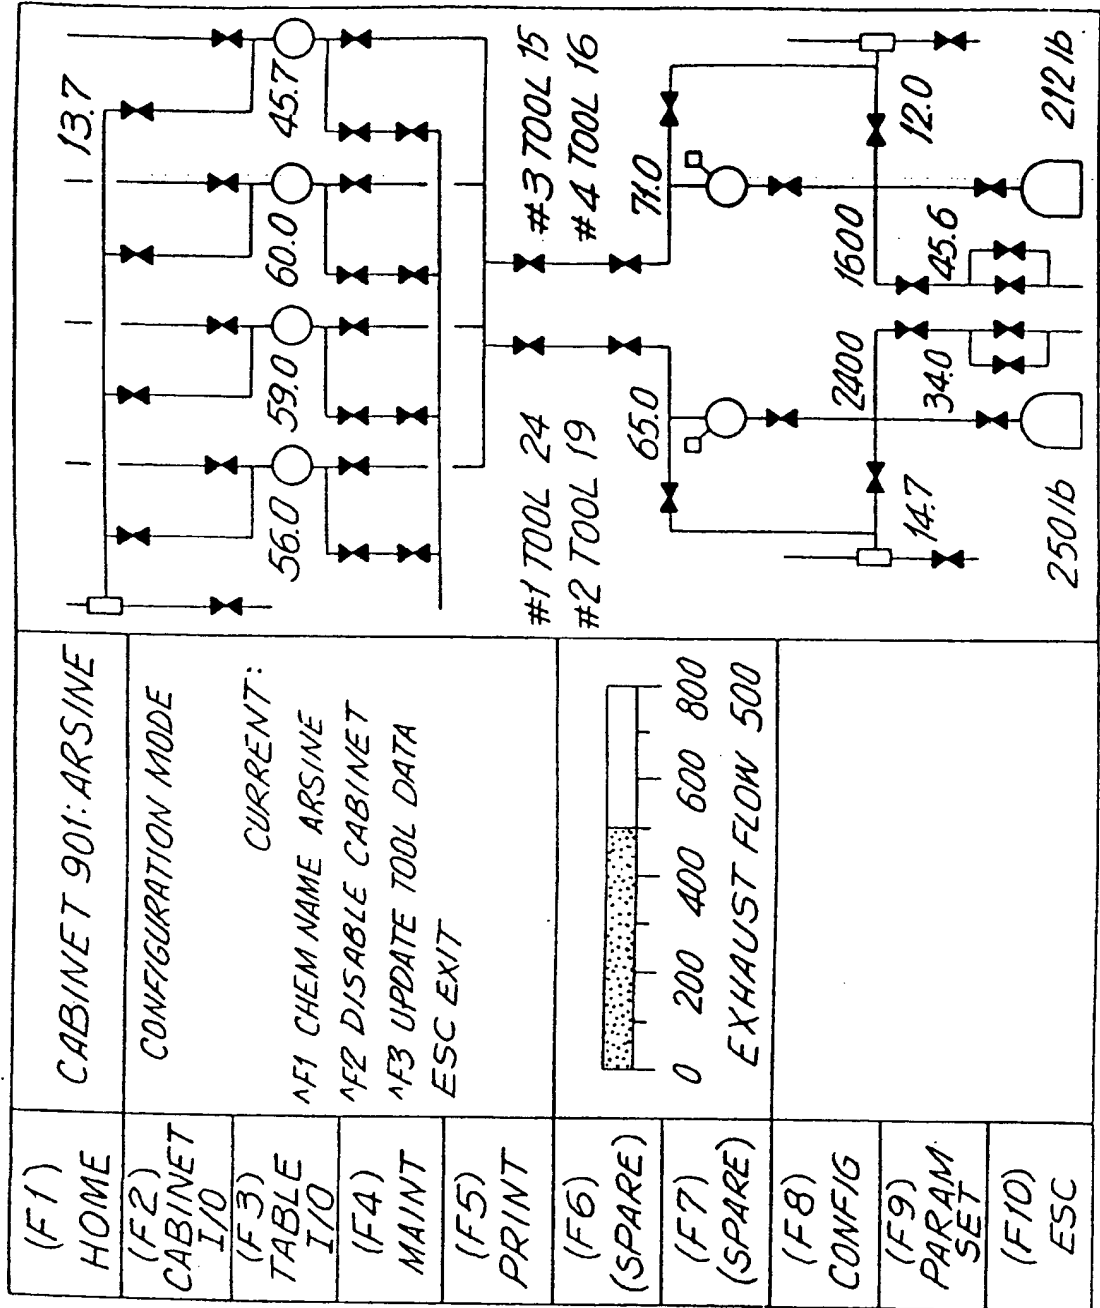 (F1)
HOME
(F2)
CABINET
I/O
(F3)
TABLE
I/O
(F4)
MAINT
(F5)
PRINT
(F6)
(SPARE)
(F7)
(SPARE)
(F8)
CONFIG
(F9)
PARAM
SET
(F10)
ESC
CABINET 901: ARSINE
CONFIGURATION MODE
CURRENT:
^F1 CHEM NAME ARSINE
^F2 DISABLE CABINET
^F3 UPDATE TOOL DATA
ESC EXIT
0 200 400 600 800
EXHAUST FLOW 500
13.7
56.0 59.0 60.0 45.7
#1 TOOL 24
#2 TOOL 19
#3 TOOL 15
#4 TOOL 16
65.0
71.0
14.7
2400
1600
12.0
34.0
45.6
250 lb
212 lb